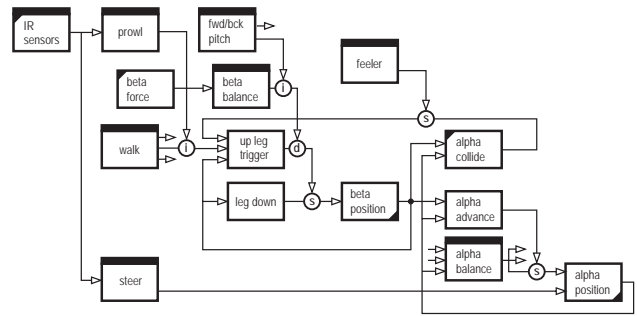 IR
sensors
prowl
fwd/bck
pitch
feeler
beta
force
beta
balance
i
s
walk
i
up leg
trigger
d
alpha
collide
leg down
s
beta
position
alpha
advance
alpha
balance
s
steer
alpha
position